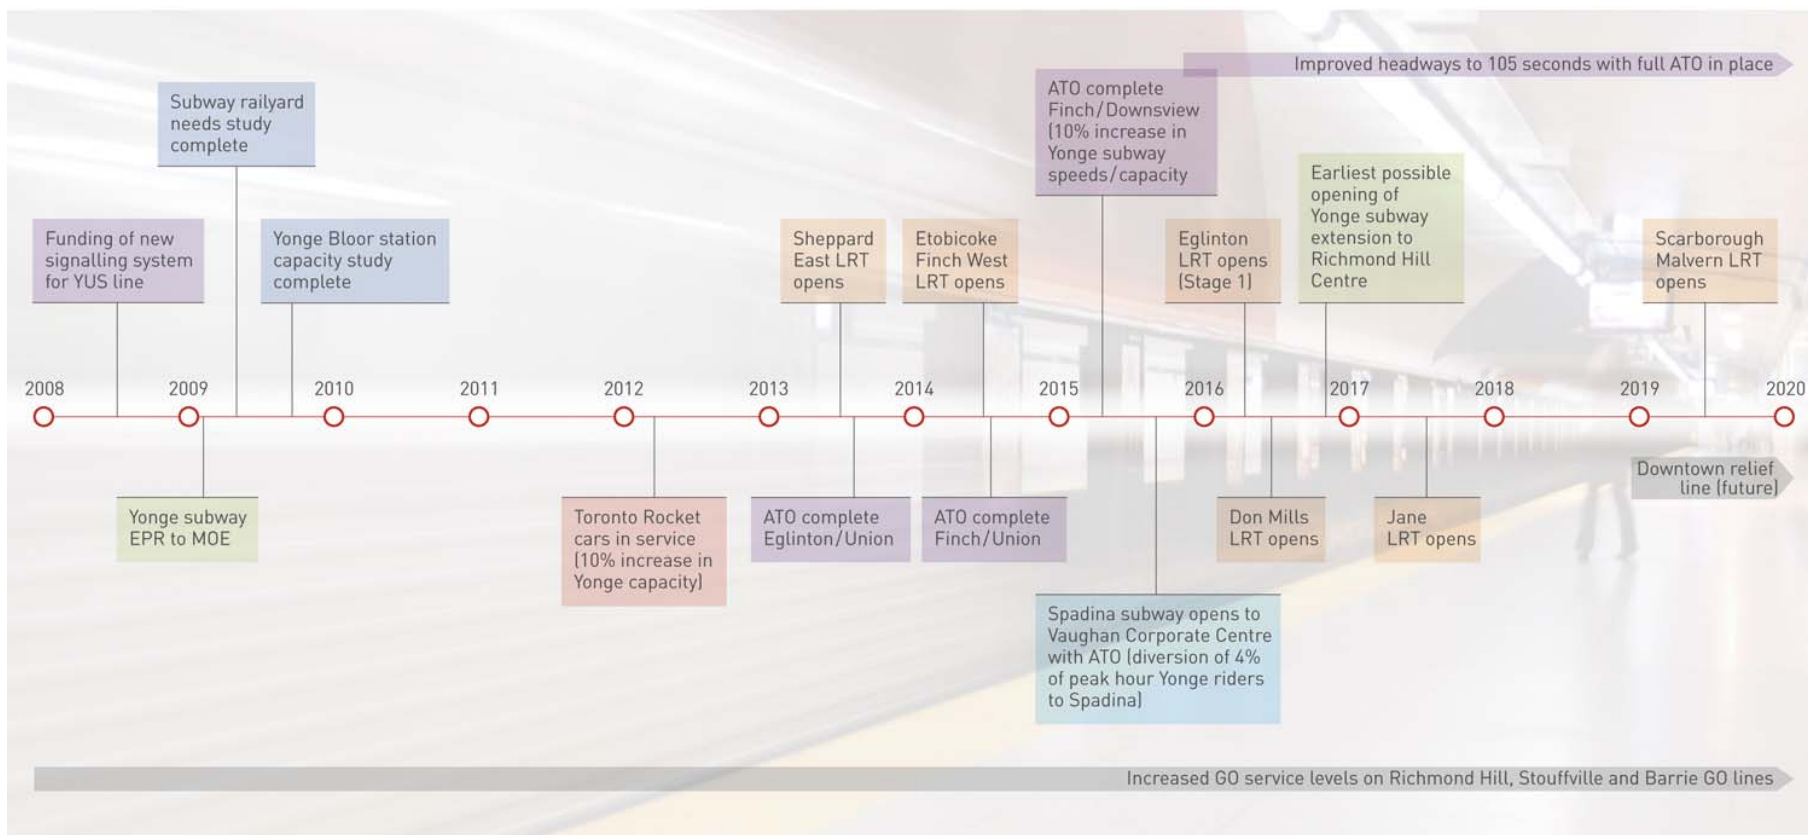 Improved headways to 105 seconds with full ATO in place
Subway railyard
needs study
complete
ATO complete
Finch/Downsview
(10% increase in
Yonge subway
speeds/capacity
Earliest possible
opening of
Yonge subway
extension to
Richmond Hill
Centre
Funding of new
signalling system
for YUS line
Yonge Bloor station
capacity study
complete
Sheppard
East LRT
opens
Etobicoke
Finch West
LRT opens
Eglinton
LRT opens
(Stage 1)
Scarborough
Malvern LRT
opens
2008
2009
2010
2011
2012
2013
2014
2015
2016
2017
2018
2019
2020
Downtown relief
line (future)
Yonge subway
EPR to MOE
Toronto Rocket
cars in service
(10% increase in
Yonge capacity)
ATO complete
Eglinton/Union
ATO complete
Finch/Union
Don Mills
LRT opens
Jane
LRT opens
Spadina subway opens to
Vaughan Corporate Centre
with ATO (diversion of 4%
of peak hour Yonge riders
to Spadina)
Increased GO service levels on Richmond Hill, Stouffville and Barrie GO lines